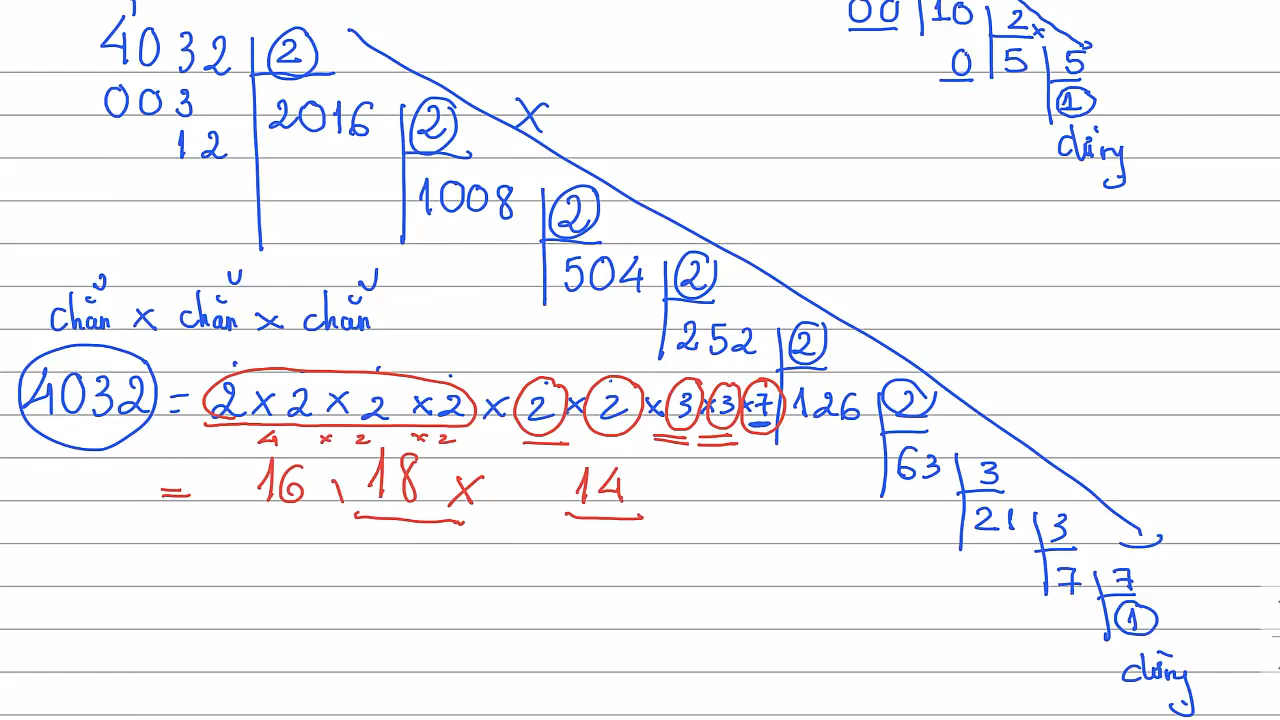 4032 | 2
00 | 10 | 2 ×
003
0 | 5 | 5
2016 | 2
1
12
dừng
1008 | 2
×
504 | 2
chẵn × chẵn × chẵn
252 | 2
4032 = 2 × 2 × 2 × 2 × 2 × 2 × 3 × 3 × 7
126 | 2
4 × 2 × 2
63 | 3
= 16 , 18 × 14
21 | 3
7 | 7
1
dừng